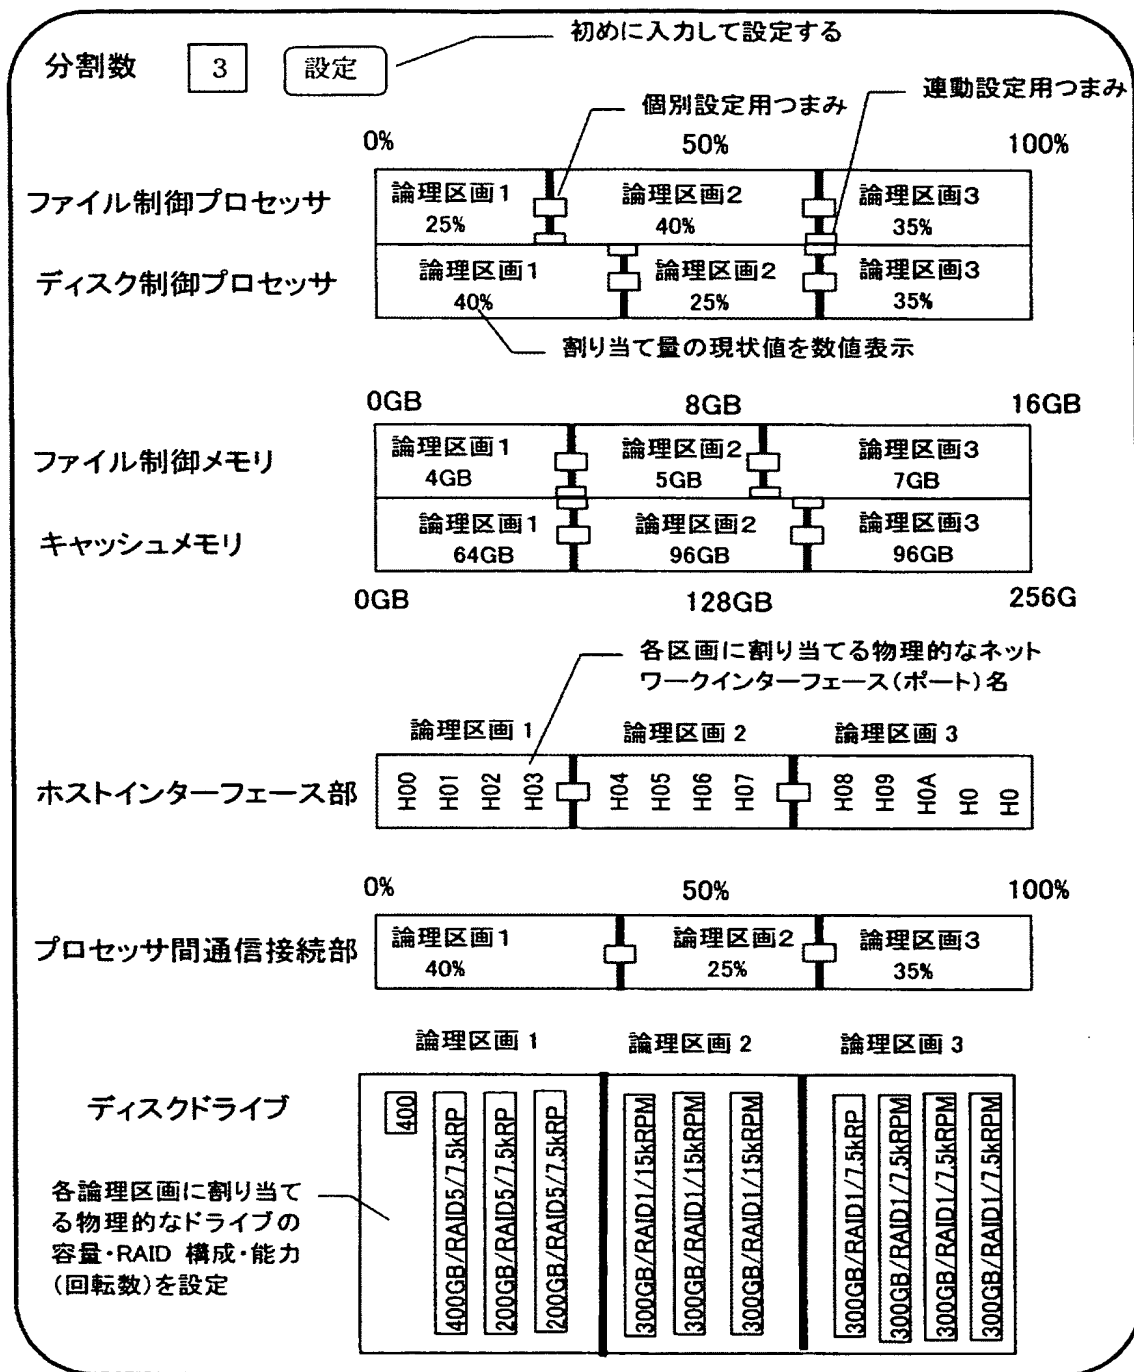 初めに入力して設定する
分割数 3 設定
連動設定用つまみ
個別設定用つまみ
0% 50% 100%
ファイル制御プロセッサ
論理区画1 論理区画2 論理区画3
25% 40% 35%
ディスク制御プロセッサ
論理区画1 論理区画2 論理区画3
40% 25% 35%
割り当て量の現状値を数値表示
0GB 8GB 16GB
ファイル制御メモリ
論理区画1 論理区画2 論理区画3
4GB 5GB 7GB
キャッシュメモリ
論理区画1 論理区画2 論理区画3
64GB 96GB 96GB
0GB 128GB 256G
各区画に割り当てる物理的なネット
ワークインターフェース(ポート)名
論理区画 1 論理区画 2 論理区画 3
ホストインターフェース部
H00 H01 H02 H03 H04 H05 H06 H07 H08 H09 H0A H0 H0
0% 50% 100%
プロセッサ間通信接続部
論理区画1 論理区画2 論理区画3
40% 25% 35%
論理区画 1 論理区画 2 論理区画 3
ディスクドライブ
400
400GB/RAID5/7.5kRP
200GB/RAID5/7.5kRP
200GB/RAID5/7.5kRP
300GB/RAID1/15kRPM
300GB/RAID1/15kRPM
300GB/RAID1/15kRPM
300GB/RAID1/7.5kRP
300GB/RAID1/7.5kRPM
300GB/RAID1/7.5kRPM
300GB/RAID1/7.5kRPM
各論理区画に割り当て
る物理的なドライブの
容量・RAID 構成・能力
(回転数)を設定